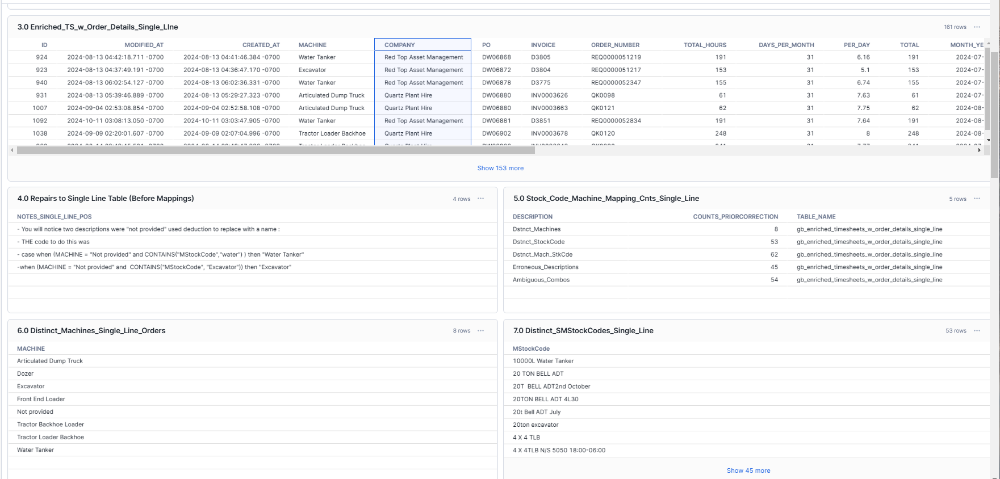 3.0 Enriched_TS_w_Order_Details_Single_LIne
161 rows
ID MODIFIED_AT CREATED_AT MACHINE COMPANY PO INVOICE ORDER_NUMBER TOTAL_HOURS DAYS_PER_MONTH PER_DAY TOTAL MONTH_YE
924 2024-08-13 04:42:18.711 -0700 2024-08-13 04:41:46.384 -0700 Water Tanker Red Top Asset Management DW06868 D3805 REQ0000051219 191 31 6.16 191 2024-07-
923 2024-08-13 04:37:49.191 -0700 2024-08-13 04:36:47.170 -0700 Excavator Red Top Asset Management DW06872 D3804 REQ0000051217 153 31 5.1 153 2024-07-
940 2024-08-13 06:02:54.127 -0700 2024-08-13 06:02:36.331 -0700 Water Tanker Red Top Asset Management DW06878 D3775 REQ0000052347 155 31 6.74 155 2024-07-
931 2024-08-13 05:39:46.889 -0700 2024-08-13 05:29:27.323 -0700 Articulated Dump Truck Quartz Plant Hire DW06880 INV0003626 QK0098 61 31 7.63 61 2024-07-
1007 2024-09-04 02:53:08.854 -0700 2024-09-04 02:52:58.108 -0700 Articulated Dump Truck Quartz Plant Hire DW06880 INV0003663 QK0121 62 31 7.75 62 2024-08-
1092 2024-10-11 03:08:13.050 -0700 2024-10-11 03:03:47.905 -0700 Water Tanker Red Top Asset Management DW06881 D3851 REQ0000052834 191 31 7.64 191 2024-08-
1038 2024-09-09 02:20:01.607 -0700 2024-09-09 02:07:04.996 -0700 Tractor Loader Backhoe Quartz Plant Hire DW06902 INV0003678 QK0120 248 31 8 248 2024-08-
Show 153 more
4.0 Repairs to Single Line Table (Before Mappings)
4 rows
NOTES_SINGLE_LINE_POS
- You will notice two descriptions were "not provided" used deduction to replace with a name :
- THE code to do this was
- case when (MACHINE = "Not provided" and CONTAINS("MStockCode","water") ) then "Water Tanker"
-when (MACHINE = "Not provided" and  CONTAINS("MStockCode", "Excavator")) then "Excavator"
5.0 Stock_Code_Machine_Mapping_Cnts_Single_Line
5 rows
DESCRIPTION COUNTS_PRIORCORRECTION TABLE_NAME
Dstnct_Machines 8 gb_enriched_timesheets_w_order_details_single_line
Dstnct_StockCode 53 gb_enriched_timesheets_w_order_details_single_line
Dstnct_Mach_StkCde 62 gb_enriched_timesheets_w_order_details_single_line
Erroneous_Descriptions 45 gb_enriched_timesheets_w_order_details_single_line
Ambiguous_Combos 54 gb_enriched_timesheets_w_order_details_single_line
6.0 Distinct_Machines_Single_Line_Orders
8 rows
MACHINE
Articulated Dump Truck
Dozer
Excavator
Front End Loader
Not provided
Tractor Backhoe Loader
Tractor Loader Backhoe
Water Tanker
7.0 Distinct_SMStockCodes_Single_Line
53 rows
MStockCode
10000L Water Tanker
20 TON BELL ADT
20T  BELL ADT2nd October
20TON BELL ADT 4L30
20t Bell ADT July
20ton excavator
4 X 4 TLB
4 X 4TLB N/S 5050 18:00-06:00
Show 45 more